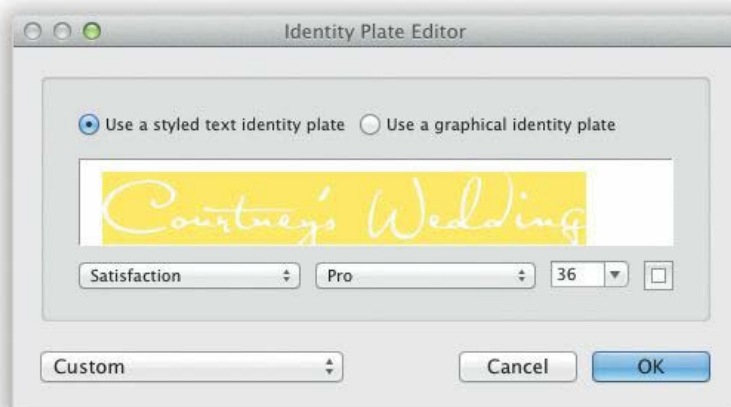 Identity Plate Editor
Use a styled text identity plate Use a graphical identity plate
Courtney's Wedding
Satisfaction Pro 36
Custom Cancel OK